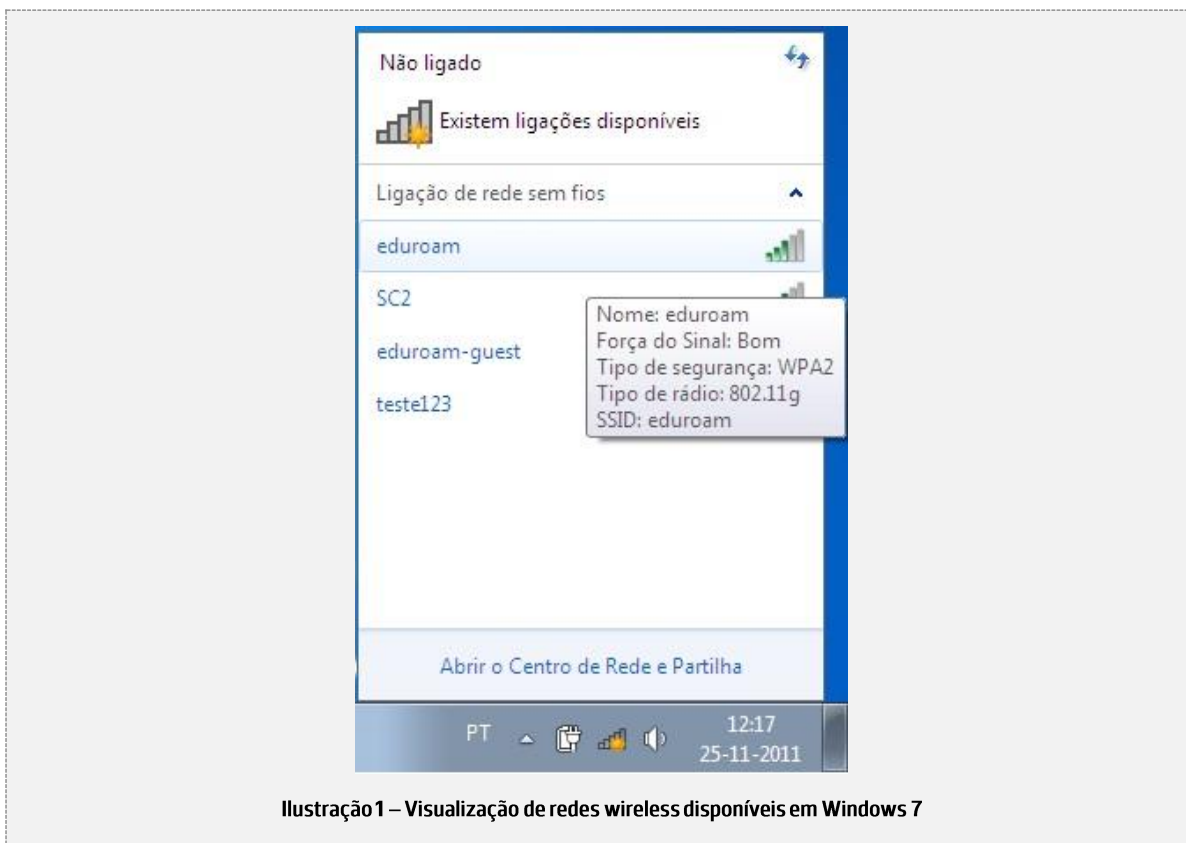 Não ligado
Existem ligações disponíveis
Ligação de rede sem fios
eduroam
SC2
eduroam-guest
teste123
Nome: eduroam
Força do Sinal: Bom
Tipo de segurança: WPA2
Tipo de rádio: 802.11g
SSID: eduroam
Abrir o Centro de Rede e Partilha
PT
12:17
25-11-2011
Ilustração 1 – Visualização de redes wireless disponíveis em Windows 7